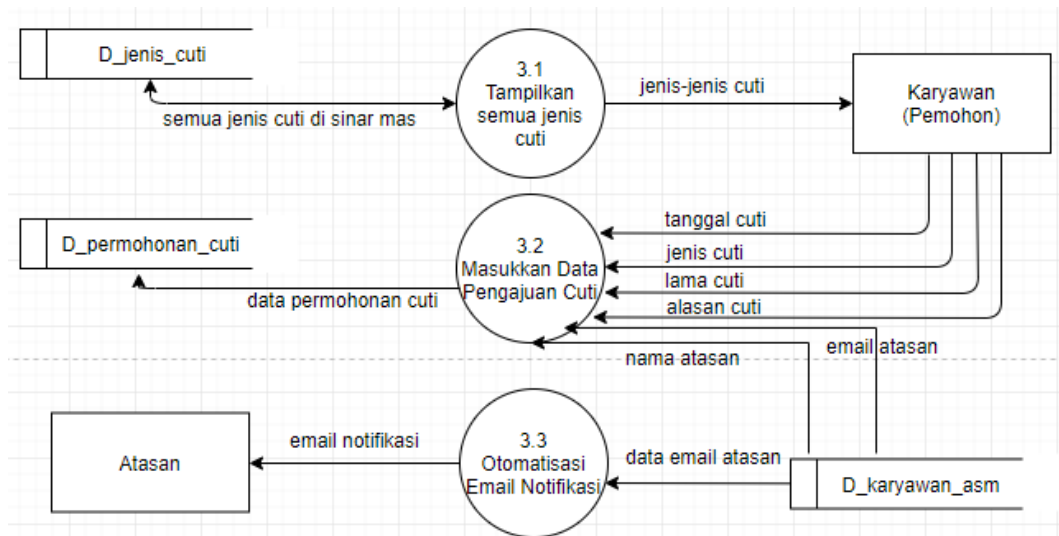 D_jenis_cuti
semua jenis cuti di sinar mas
3.1
Tampilkan
semua jenis
cuti
jenis-jenis cuti
Karyawan
(Pemohon)
D_permohonan_cuti
data permohonan cuti
3.2
Masukkan Data
Pengajuan Cuti
tanggal cuti
jenis cuti
lama cuti
alasan cuti
nama atasan
email atasan
Atasan
email notifikasi
3.3
Otomatisasi
Email Notifikasi
data email atasan
D_karyawan_asm